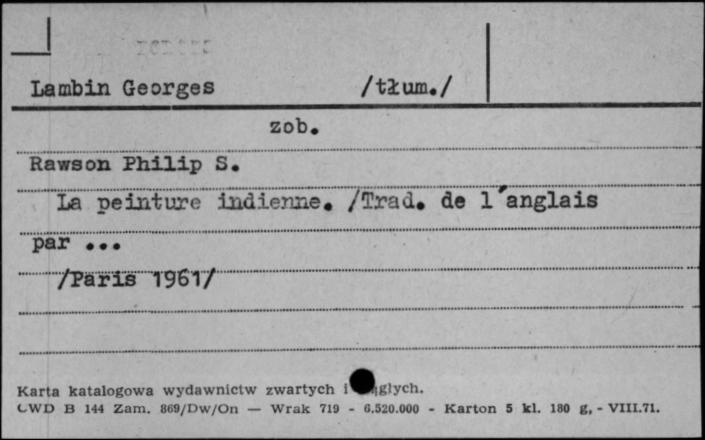 Lambin Georges /tłum./
zob.
Rawson Philip S.
La peinture indienne. /Trad. de l'anglais
par ...
/Paris 1961/
Karta katalogowa wydawnictw zwartych i
CWD B 144 Zam. 869/Dw/On — Wrak 719 - 6.520.000 - Karton 5 kl. 180 g, - VIII.71.